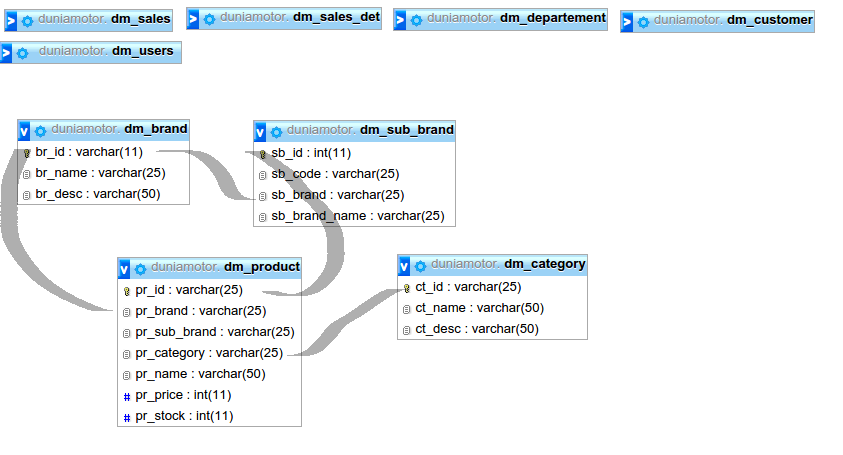 duniamotor. dm_sales
duniamotor. dm_sales_det
duniamotor. dm_departement
duniamotor. dm_customer
duniamotor. dm_users
duniamotor. dm_brand
br_id : varchar(11)
br_name : varchar(25)
br_desc : varchar(50)
duniamotor. dm_sub_brand
sb_id : int(11)
sb_code : varchar(25)
sb_brand : varchar(25)
sb_brand_name : varchar(25)
duniamotor. dm_product
pr_id : varchar(25)
pr_brand : varchar(25)
pr_sub_brand : varchar(25)
pr_category : varchar(25)
pr_name : varchar(50)
# pr_price : int(11)
# pr_stock : int(11)
duniamotor. dm_category
ct_id : varchar(25)
ct_name : varchar(50)
ct_desc : varchar(50)